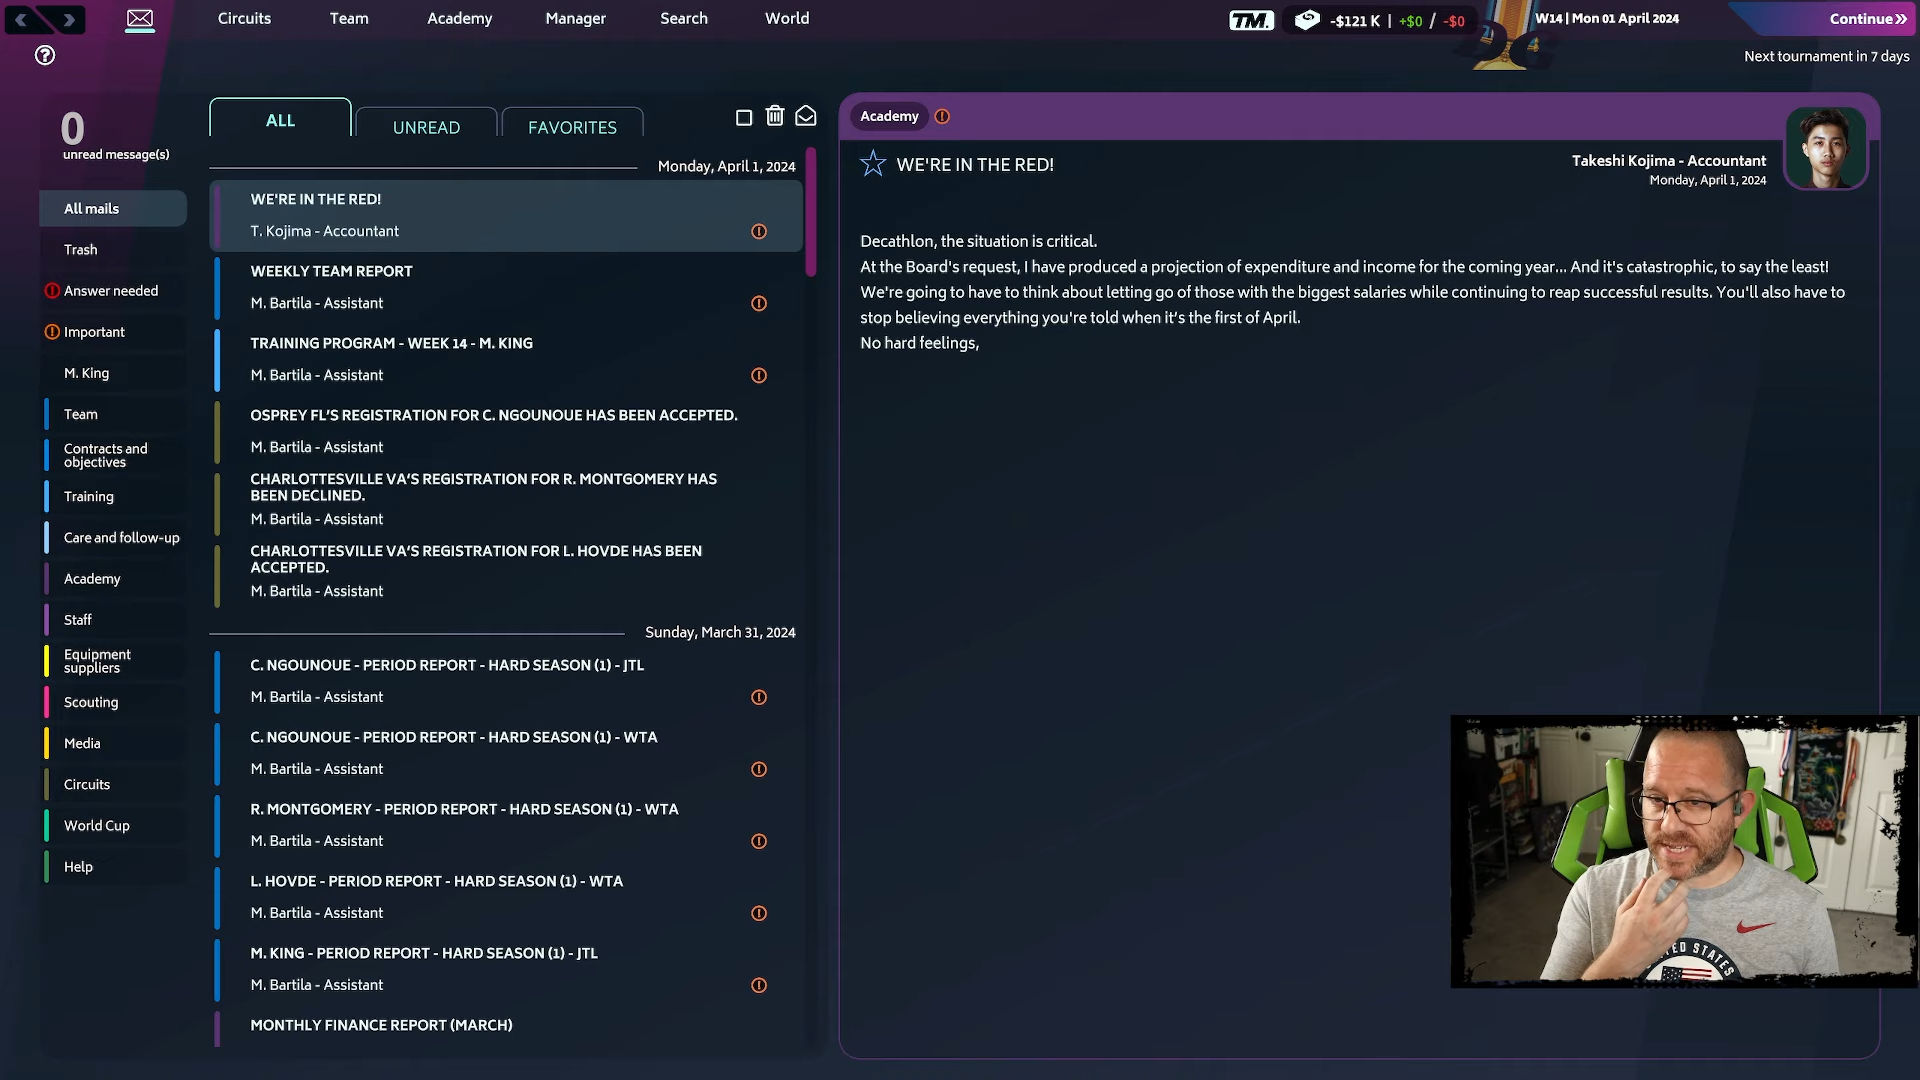 Circuits
Team
Academy
Manager
Search
World
TM.
-$121 K | +$0 / -$0
W14 | Mon 01 April 2024
Continue
Next tournament in 7 days
0
unread message(s)
All mails
Trash
Answer needed
Important
M. King
Team
Contracts and
objectives
Training
Care and follow-up
Academy
Staff
Equipment
suppliers
Scouting
Media
Circuits
World Cup
Help
ALL
UNREAD
FAVORITES
Monday, April 1, 2024
WE'RE IN THE RED!
T. Kojima - Accountant
WEEKLY TEAM REPORT
M. Bartila - Assistant
TRAINING PROGRAM - WEEK 14 - M. KING
M. Bartila - Assistant
OSPREY FL'S REGISTRATION FOR C. NGOUNOUE HAS BEEN ACCEPTED.
M. Bartila - Assistant
CHARLOTTESVILLE VA'S REGISTRATION FOR R. MONTGOMERY HAS
BEEN DECLINED.
M. Bartila - Assistant
CHARLOTTESVILLE VA'S REGISTRATION FOR L. HOVDE HAS BEEN
ACCEPTED.
M. Bartila - Assistant
Sunday, March 31, 2024
C. NGOUNOUE - PERIOD REPORT - HARD SEASON (1) - JTL
M. Bartila - Assistant
C. NGOUNOUE - PERIOD REPORT - HARD SEASON (1) - WTA
M. Bartila - Assistant
R. MONTGOMERY - PERIOD REPORT - HARD SEASON (1) - WTA
M. Bartila - Assistant
L. HOVDE - PERIOD REPORT - HARD SEASON (1) - WTA
M. Bartila - Assistant
M. KING - PERIOD REPORT - HARD SEASON (1) - JTL
M. Bartila - Assistant
MONTHLY FINANCE REPORT (MARCH)
Academy
WE'RE IN THE RED!
Takeshi Kojima - Accountant
Monday, April 1, 2024
Decathlon, the situation is critical.
At the Board's request, I have produced a projection of expenditure and income for the coming year... And it's catastrophic, to say the least!
We're going to have to think about letting go of those with the biggest salaries while continuing to reap successful results. You'll also have to
stop believing everything you're told when it's the first of April.
No hard feelings,
STATES